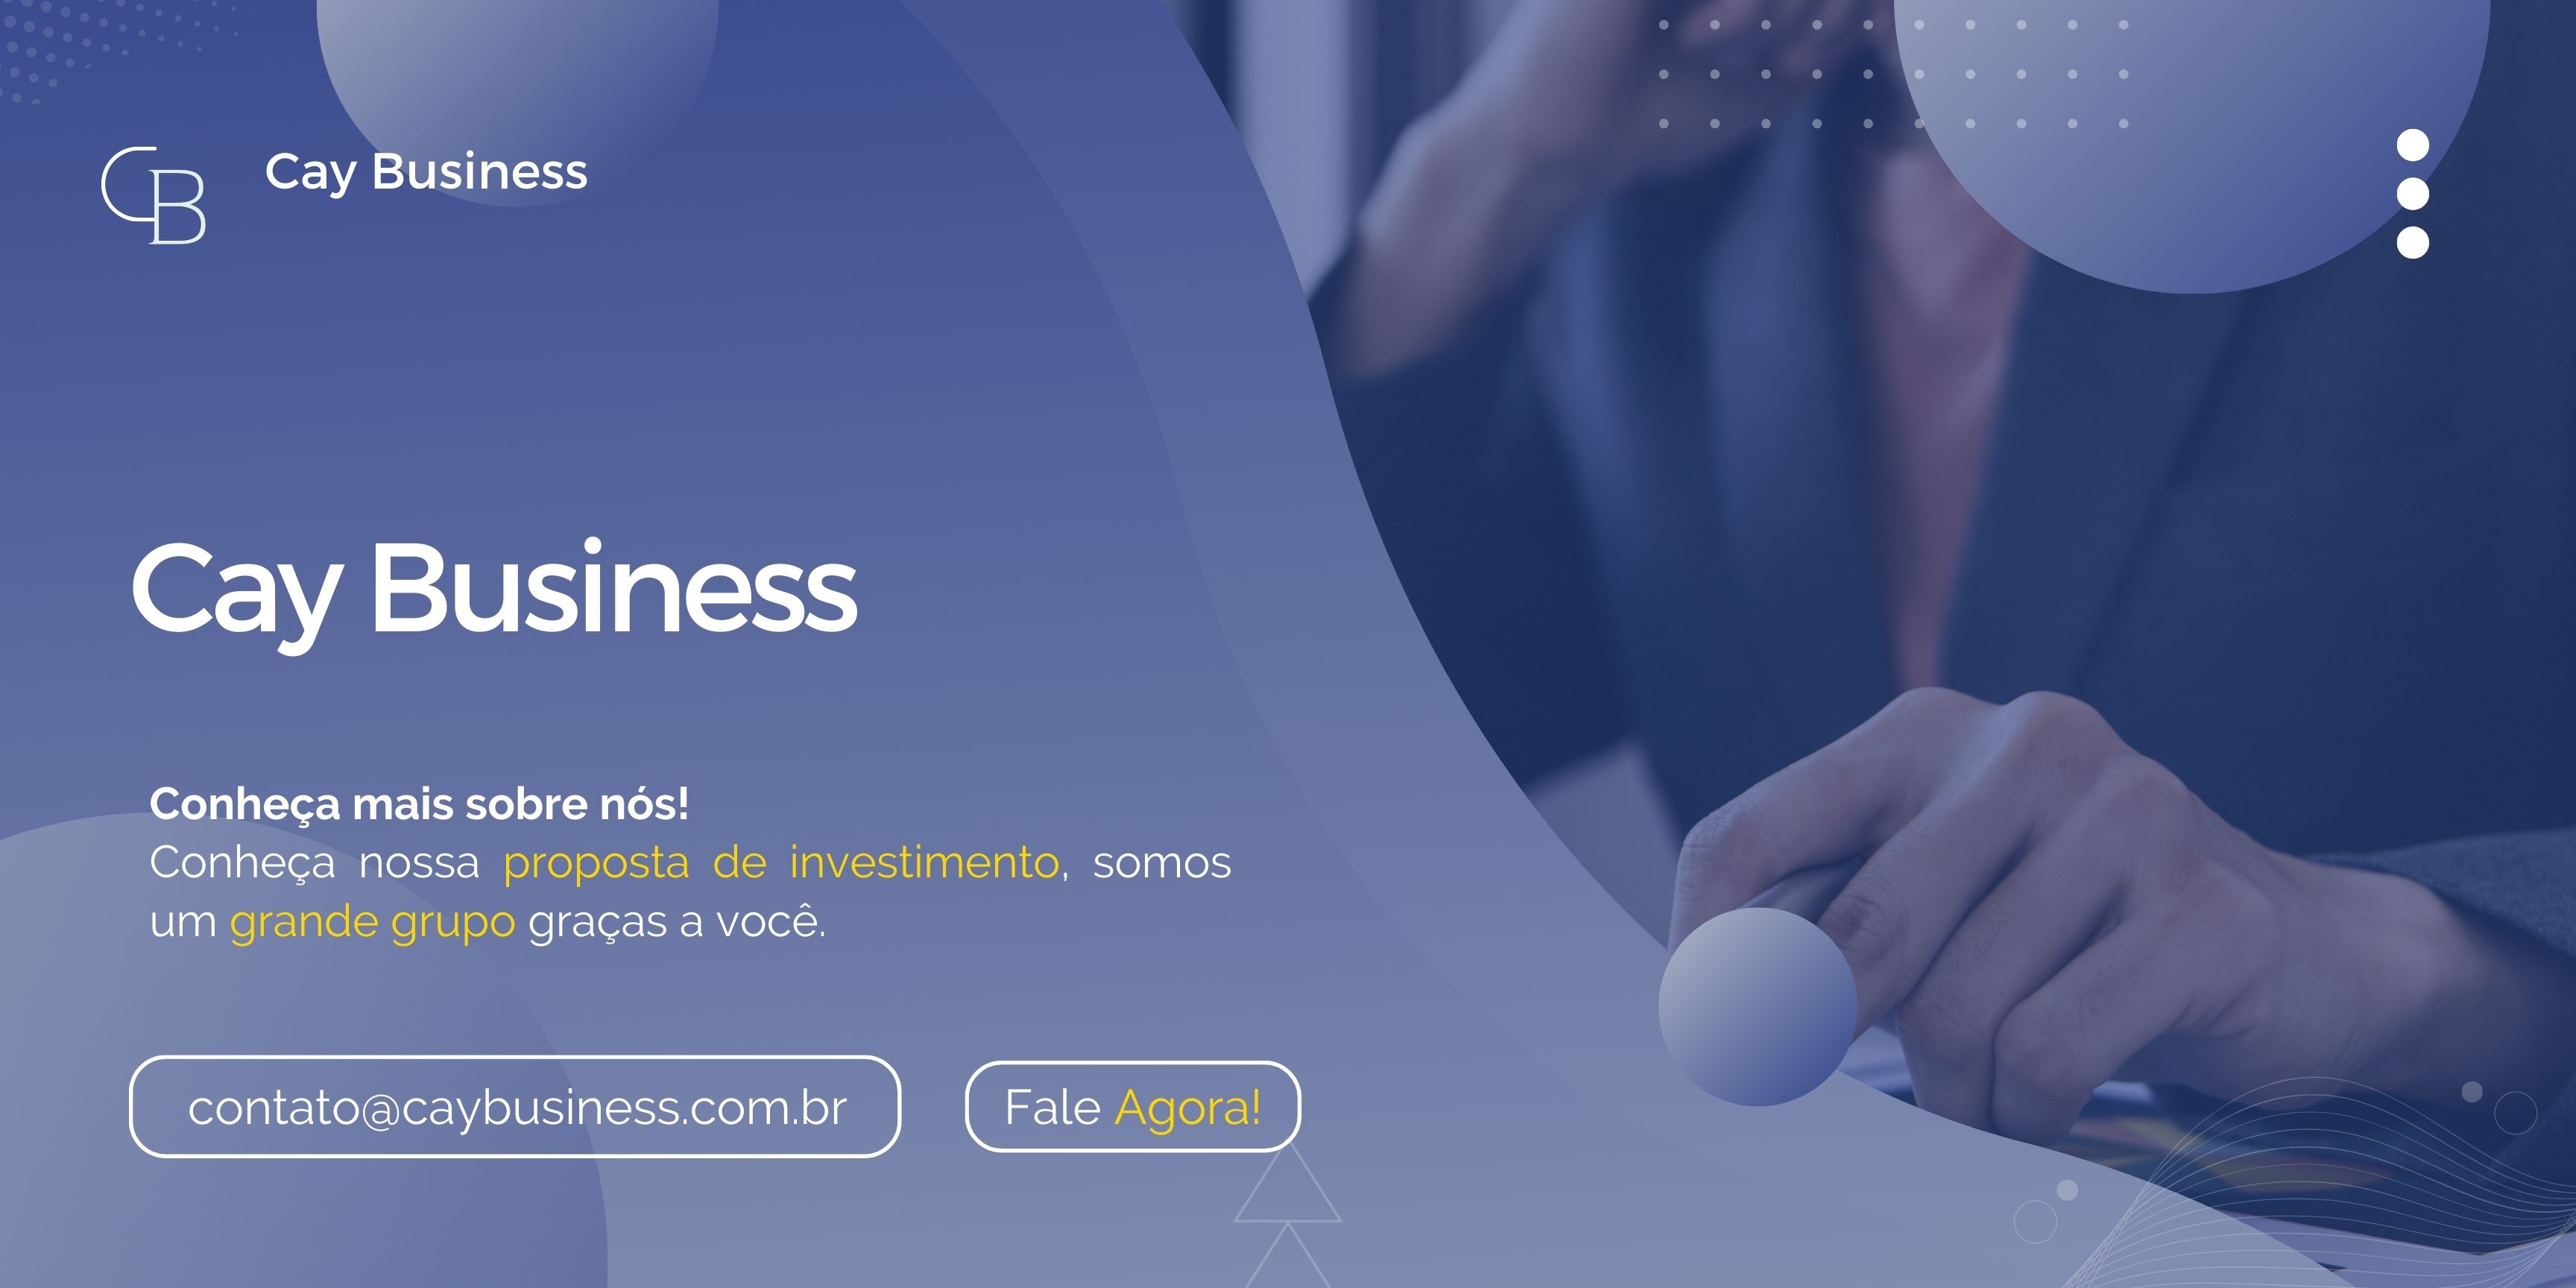 CB
Cay Business
Cay Business
Conheça mais sobre nós!
Conheça nossa proposta de investimento, somos
um grande grupo graças a você.
contato@caybusiness.com.br
Fale Agora!